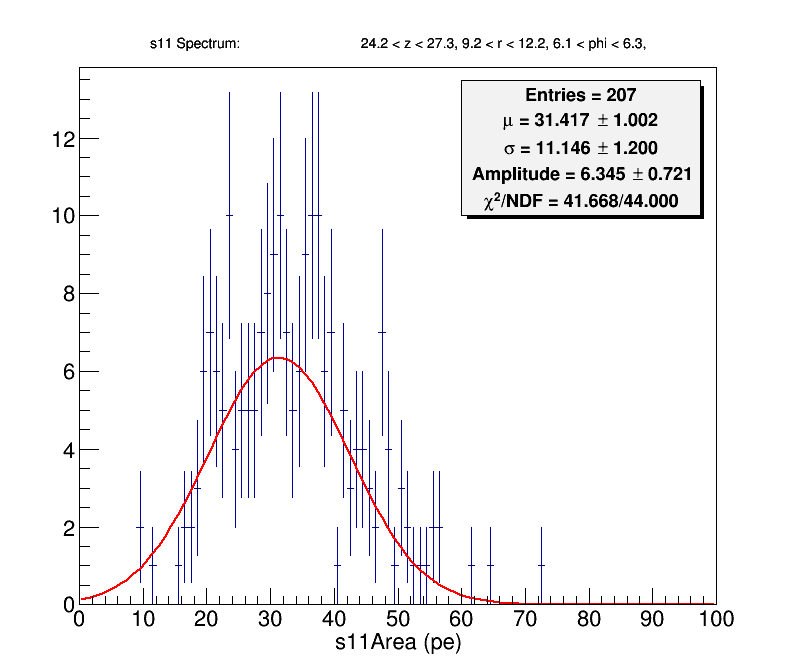 s11 Spectrum: 24.2 < z < 27.3, 9.2 < r < 12.2, 6.1 < phi < 6.3,
Entries = 207
μ = 31.417 ± 1.002
σ = 11.146 ± 1.200
Amplitude = 6.345 ± 0.721
χ²/NDF = 41.668/44.000
12
10
8
6
4
2
0
0 10 20 30 40 50 60 70 80 90 100
s11Area (pe)